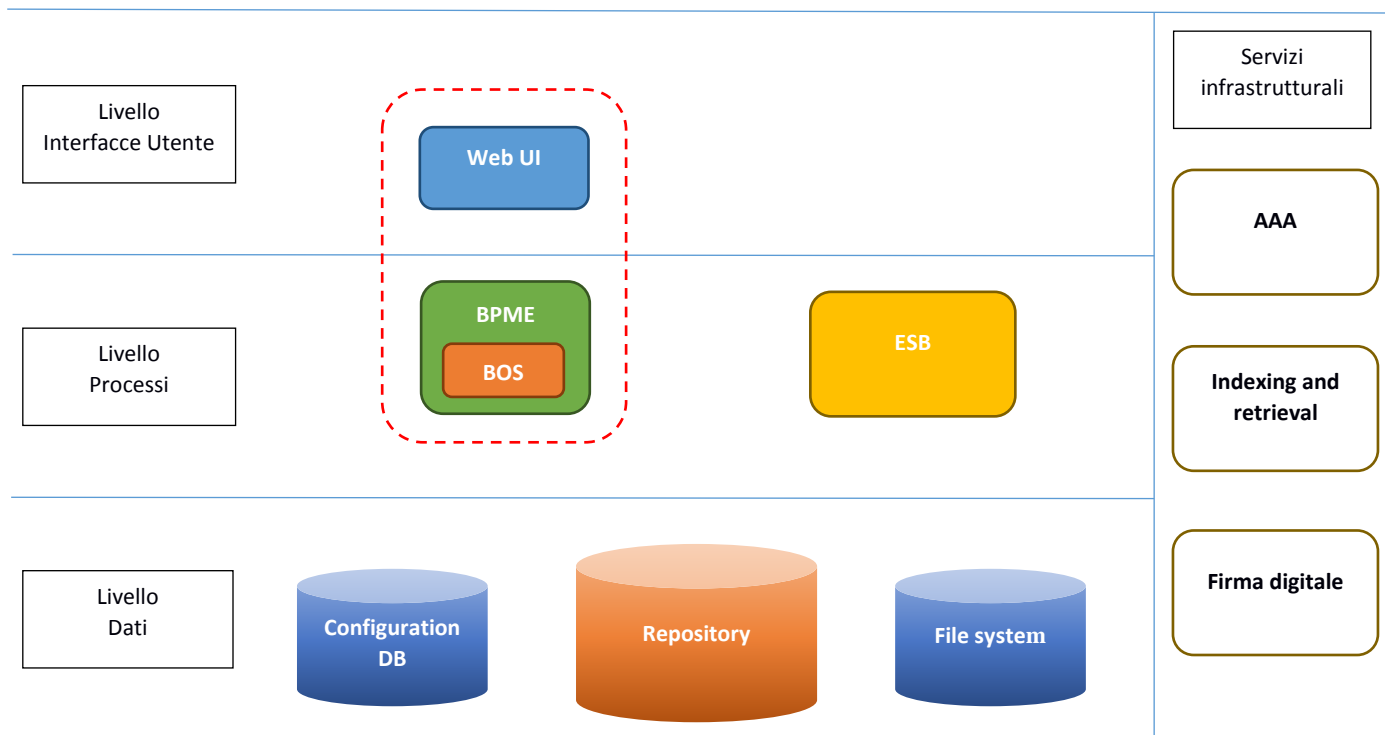 Livello
Interfacce Utente
Web UI
Servizi
infrastrutturali
AAA
Livello
Processi
BPME
BOS
ESB
Indexing and
retrieval
Livello
Dati
Configuration
DB
Repository
File system
Firma digitale